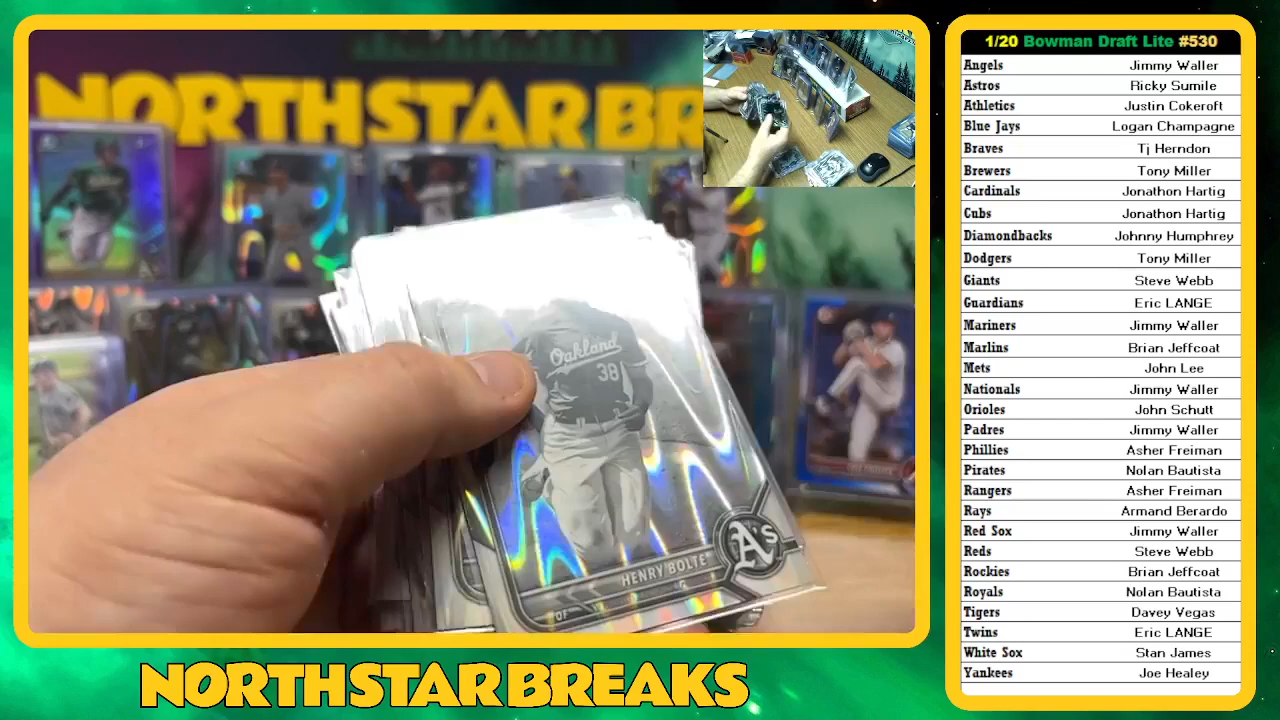 NORTHSTARBR
Oakland
38
A's
HENRY BOLTE
OF
1/20 Bowman Draft Lite #530
Angels Jimmy Waller
Astros Ricky Sumile
Athletics Justin Cokeroft
Blue Jays Logan Champagne
Braves Tj Herndon
Brewers Tony Miller
Cardinals Jonathon Hartig
Cubs Jonathon Hartig
Diamondbacks Johnny Humphrey
Dodgers Tony Miller
Giants Steve Webb
Guardians Eric LANGE
Mariners Jimmy Waller
Marlins Brian Jeffcoat
Mets John Lee
Nationals Jimmy Waller
Orioles John Schutt
Padres Jimmy Waller
Phillies Asher Freiman
Pirates Nolan Bautista
Rangers Asher Freiman
Rays Armand Berardo
Red Sox Jimmy Waller
Reds Steve Webb
Rockies Brian Jeffcoat
Royals Nolan Bautista
Tigers Davey Vegas
Twins Eric LANGE
White Sox Stan James
Yankees Joe Healey
NORTHSTARBREAKS